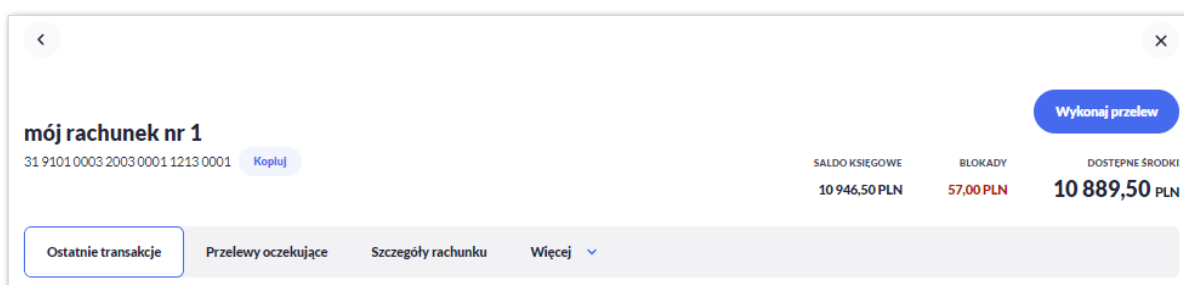 Wykonaj przelew
mój rachunek nr 1
31 9101 0003 2003 0001 1213 0001 Kopiuj
SALDO KSIĘGOWE BLOKADY DOSTĘPNE ŚRODKI
10 946,50 PLN 57,00 PLN 10 889,50 PLN
Ostatnie transakcje Przelewy oczekujące Szczegóły rachunku Więcej